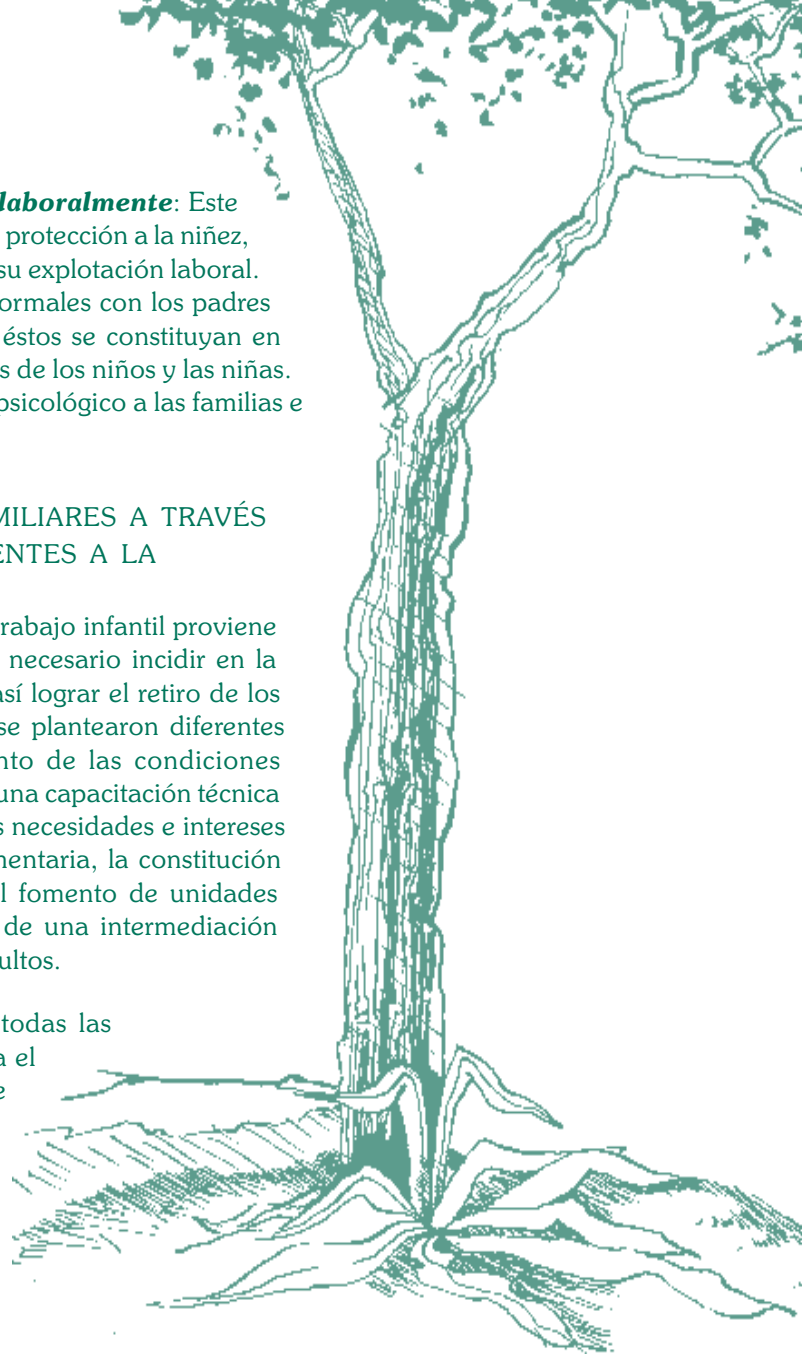 laboralmente: Este
protección a la niñez,
su explotación laboral.
ormales con los padres
éstos se constituyan en
s de los niños y las niñas.
psicológico a las familias e
MILIARES A TRAVÉS
ENTES A LA
rabajo infantil proviene
necesario incidir en la
así lograr el retiro de los
se plantearon diferentes
nto de las condiciones
una capacitación técnica
s necesidades e intereses
mentaria, la constitución
l fomento de unidades
de una intermediación
ultos.
todas las
a el
e